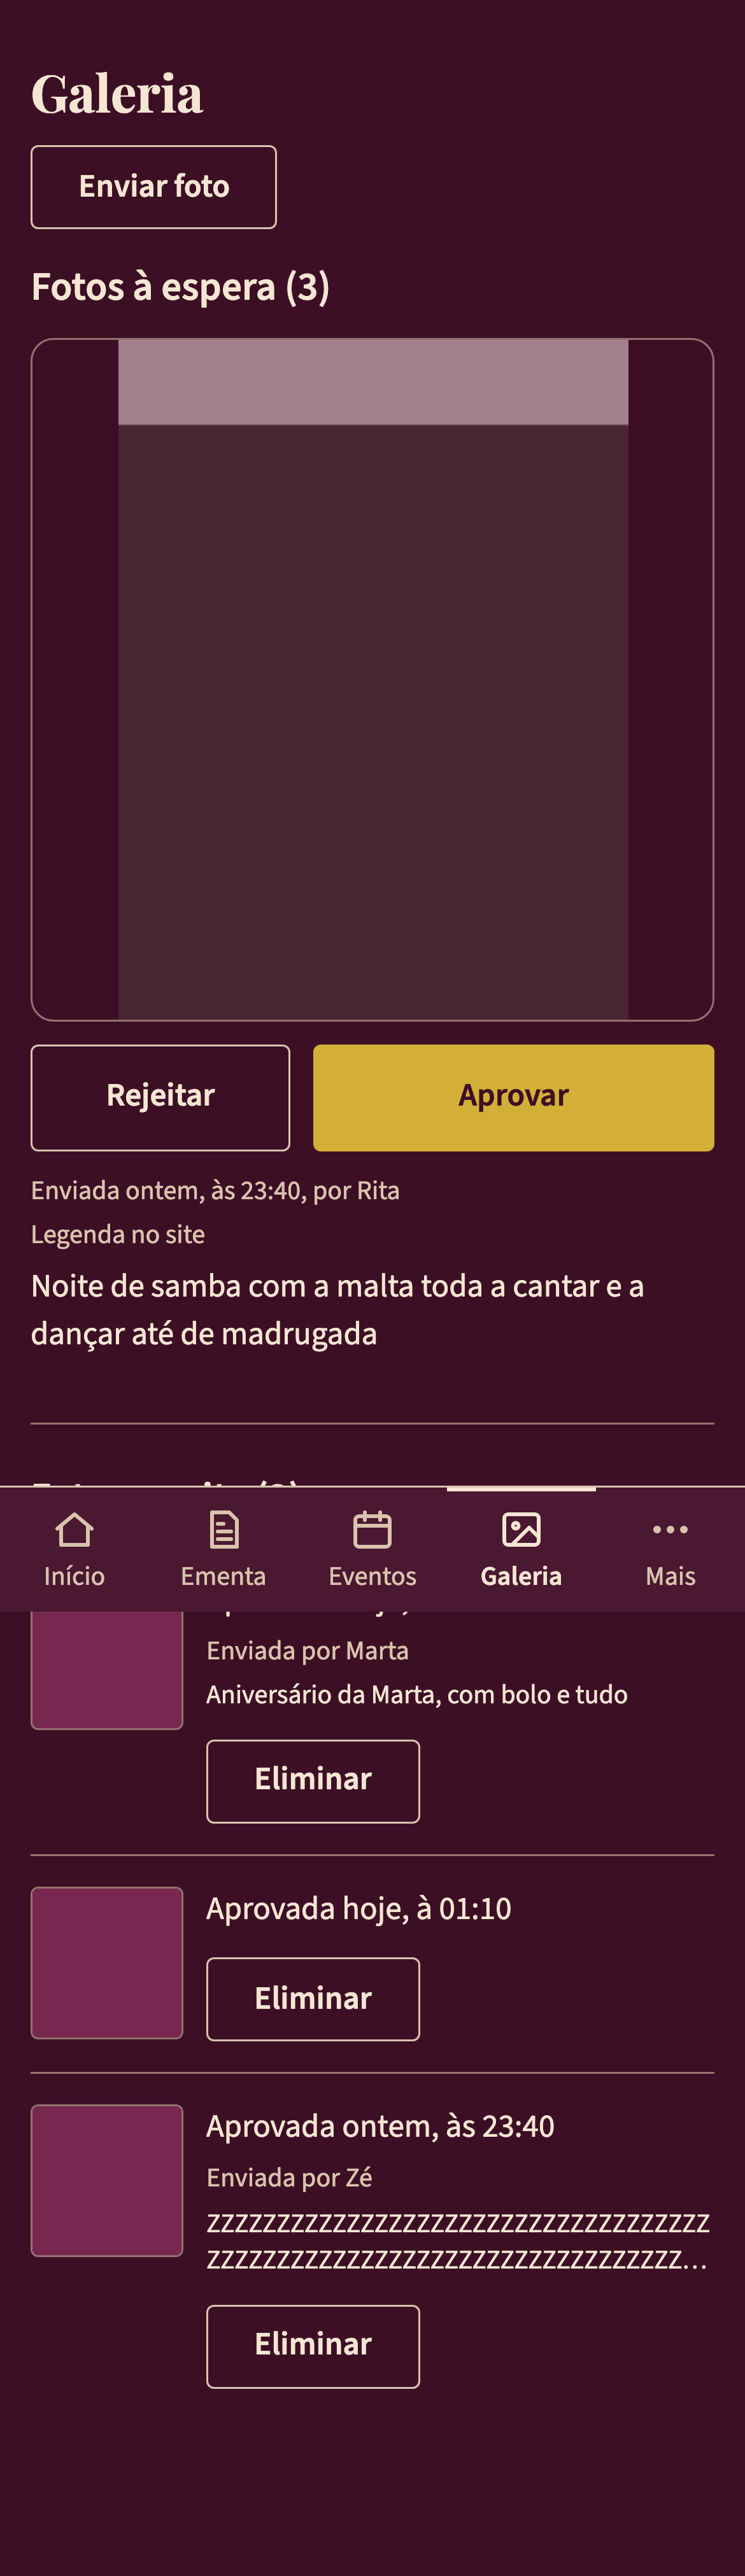 Galeria
Enviar foto
Fotos à espera (3)
Rejeitar
Aprovar
Enviada ontem, às 23:40, por Rita
Legenda no site
Noite de samba com a malta toda a cantar e a
dançar até de madrugada
Início
Ementa
Eventos
Galeria
Mais
Enviada por Marta
Aniversário da Marta, com bolo e tudo
Eliminar
Aprovada hoje, à 01:10
Eliminar
Aprovada ontem, às 23:40
Enviada por Zé
zzzzzzzzzzzzzzzzzzzzzzzzzzzzzzzzzzzz
zzzzzzzzzzzzzzzzzzzzzzzzzzzzzzzzzz…
Eliminar